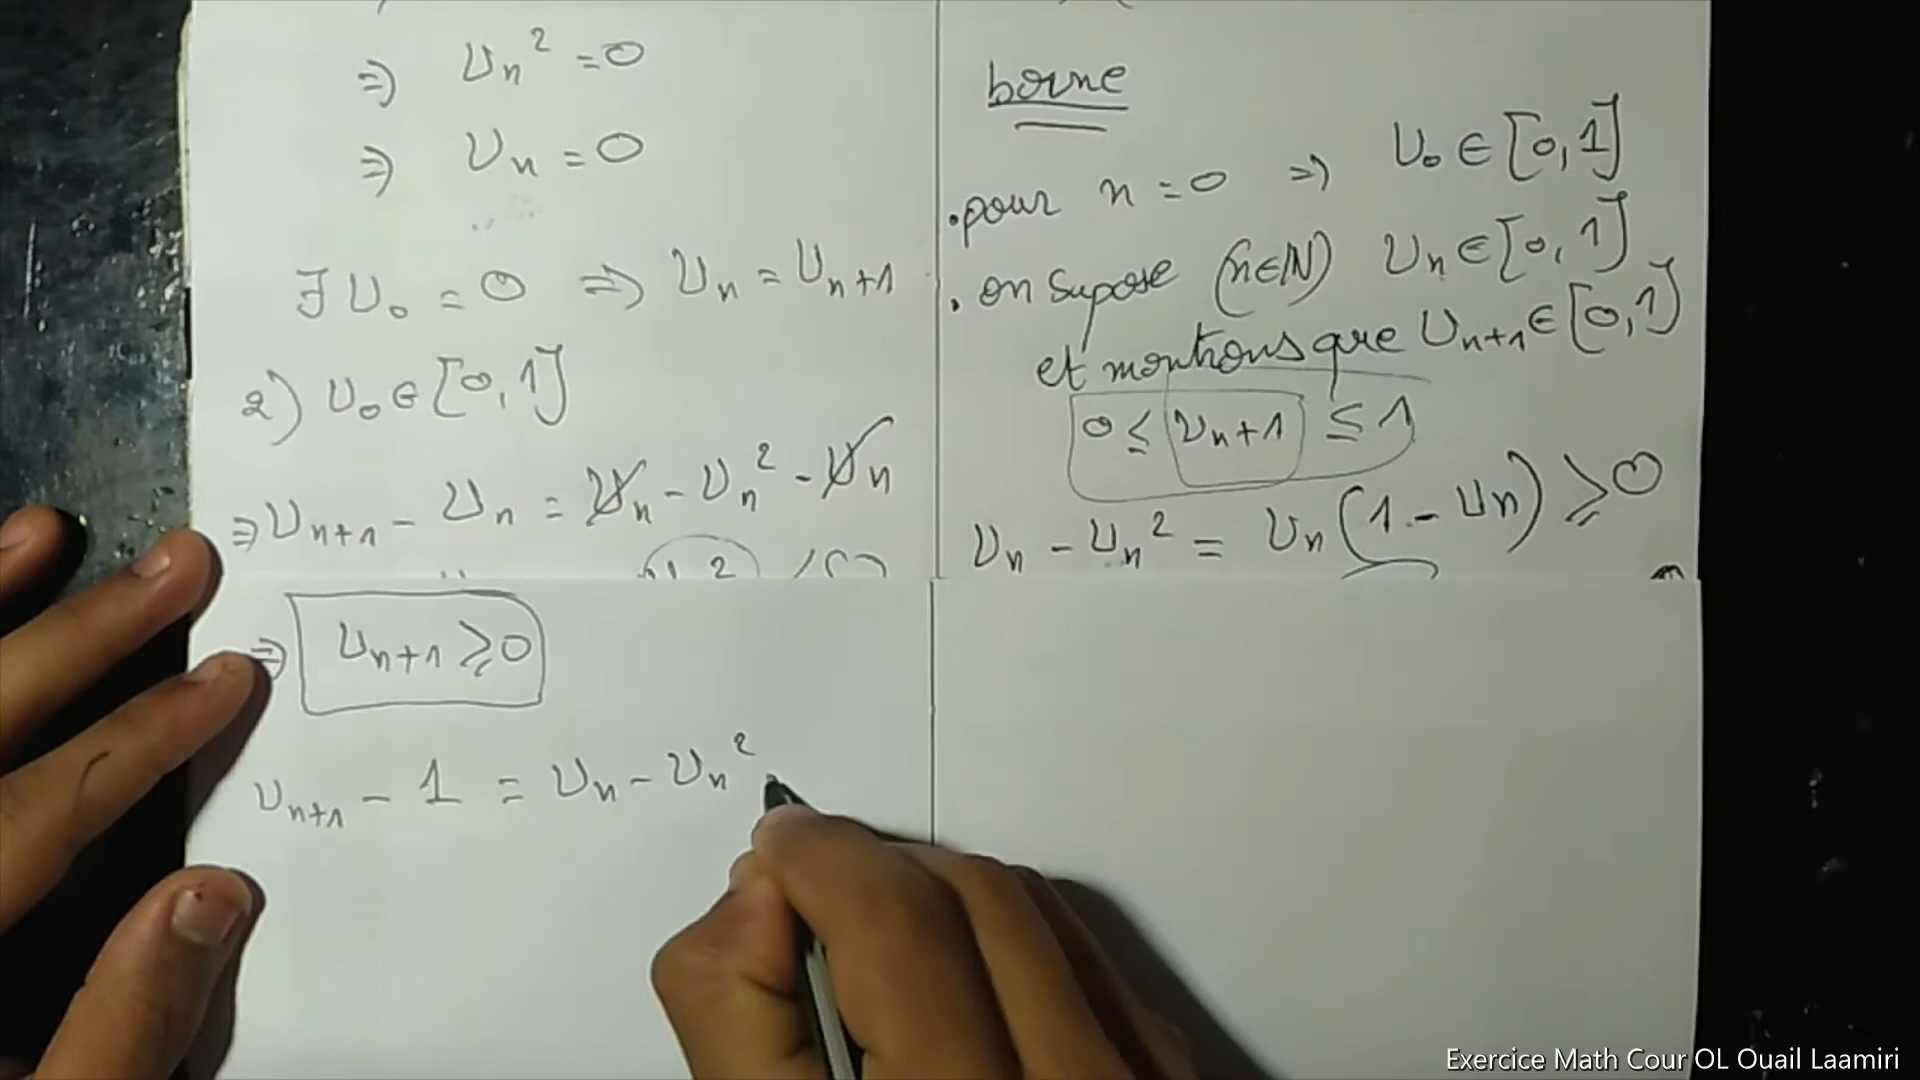 => Un² = 0
=> Un = 0
∃ U₀ = 0 => Un = Un+1
2) U₀ ∈ [0, 1]
=> Un+1 - Un = Un - Un² - Un
borne
. pour n = 0 => U₀ ∈ [0, 1]
. on supose (n∈N) Un ∈ [0, 1]
et montrons que Un+1 ∈ [0, 1]
0 ≤ Un+1 ≤ 1
Un - Un² = Un (1 - Un) ≥ 0
=> Un+1 ≥ 0
Un+1 - 1 = Un - Un²
Exercice Math Cour OL Ouail Laamiri